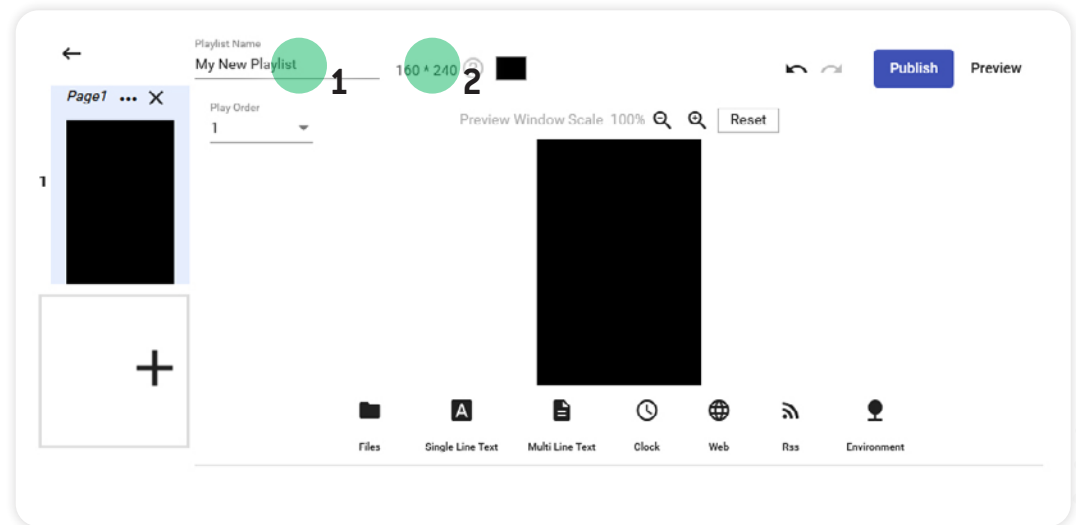 Playlist Name
My New Playlist
1
160 * 240
2
Publish
Preview
Page1
Play Order
1
Preview Window Scale 100%
Reset
1
Files
Single Line Text
Multi Line Text
Clock
Web
Rss
Environment